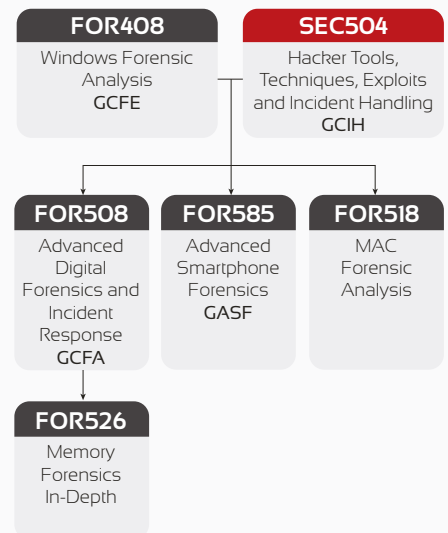 FOR408
Windows Forensic
Analysis
GCFE
SEC504
Hacker Tools,
Techniques, Exploits
and Incident Handling
GCIH
FOR508
Advanced
Digital
Forensics and
Incident
Response
GCFA
FOR585
Advanced
Smartphone
Forensics
GASF
FOR518
MAC
Forensic
Analysis
FOR526
Memory
Forensics
In-Depth